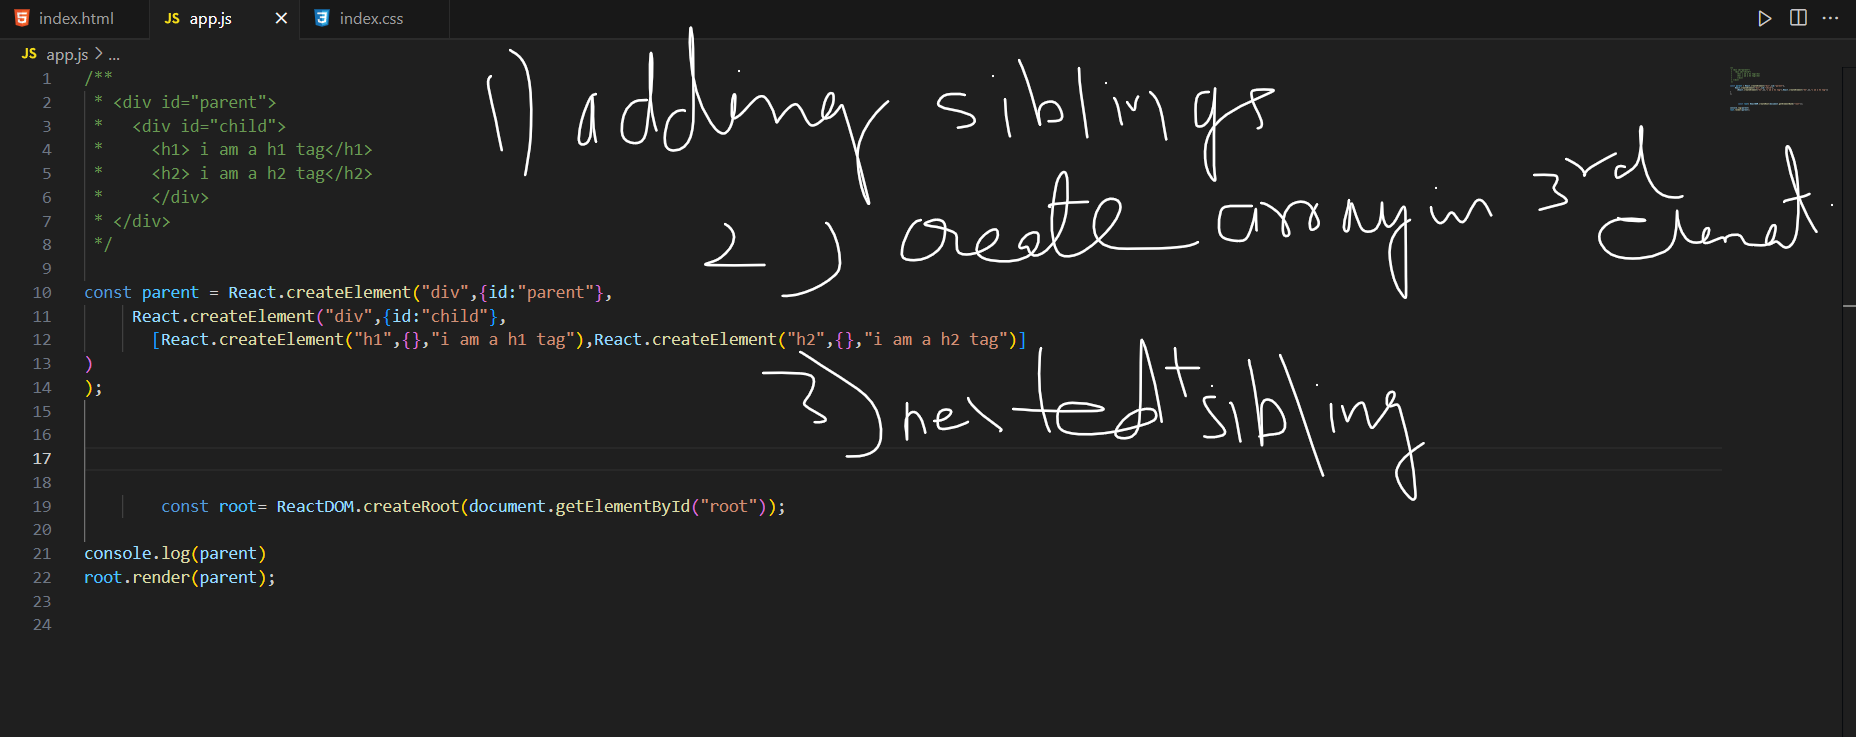 index.html JS app.js × index.css
JS app.js > ...
1 /**
2 * <div id="parent">
3 * <div id="child">
4 * <h1> i am a h1 tag</h1>
5 * <h2> i am a h2 tag</h2>
6 * </div>
7 * </div>
8 */
9
10 const parent = React.createElement("div",{id:"parent"},
11 React.createElement("div",{id:"child"},
12 [React.createElement("h1",{},"i am a h1 tag"),React.createElement("h2",{},"i am a h2 tag")]
13 )
14 );
15
16
17
18
19 const root= ReactDOM.createRoot(document.getElementById("root"));
20
21 console.log(parent)
22 root.render(parent);
23
24
1) adding siblings
2) create array in 3rd
3) nested + sibling